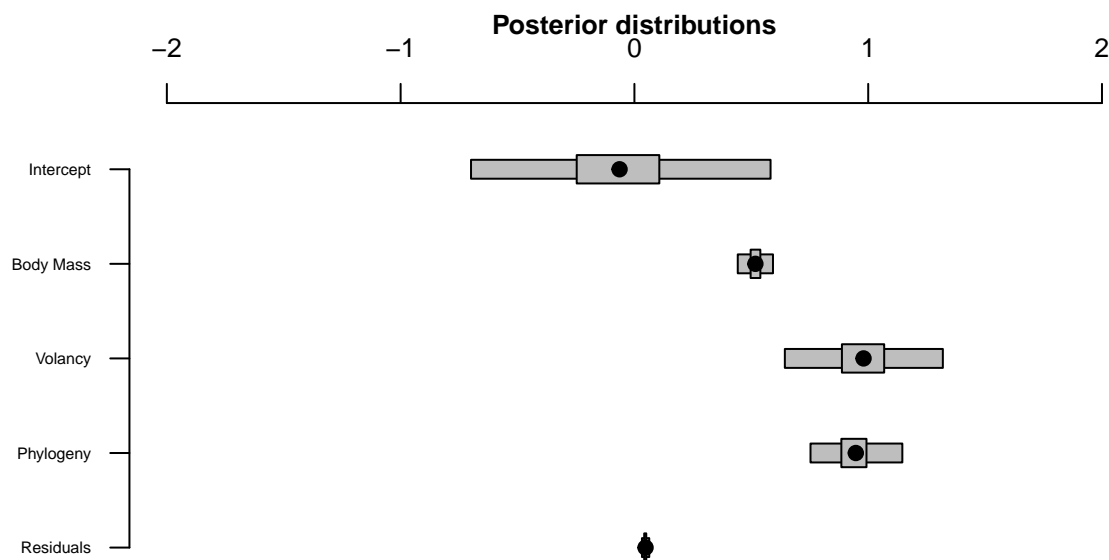 Posterior distributions
−2 −1 0 1 2
Intercept
Body Mass
Volancy
Phylogeny
Residuals